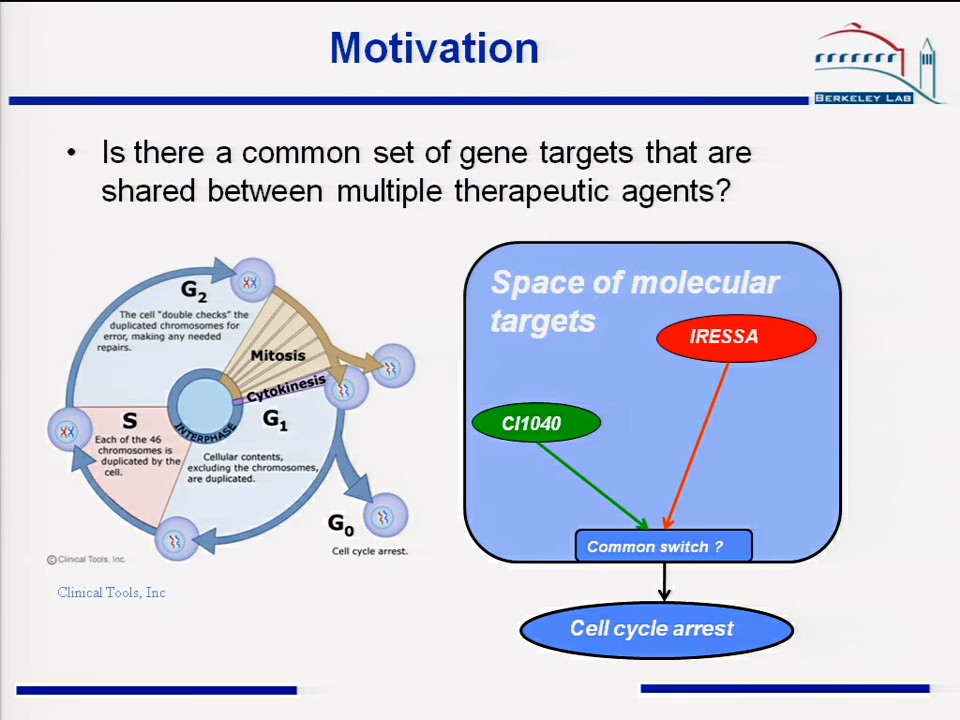 Motivation
BERKELEY LAB
• Is there a common set of gene targets that are
shared between multiple therapeutic agents?
G2
The cell "double checks" the
duplicated chromosomes for
error, making any needed
repairs.
Mitosis
Cytokinesis
INTERPHASE
S
Each of the 46
chromosomes is
duplicated by the
cell.
G1
Cellular contents,
excluding the chromosomes,
are duplicated.
G0
Cell cycle arrest.
© Clinical Tools, Inc.
Clinical Tools, Inc
Space of molecular
targets
IRESSA
CI1040
Common switch ?
Cell cycle arrest